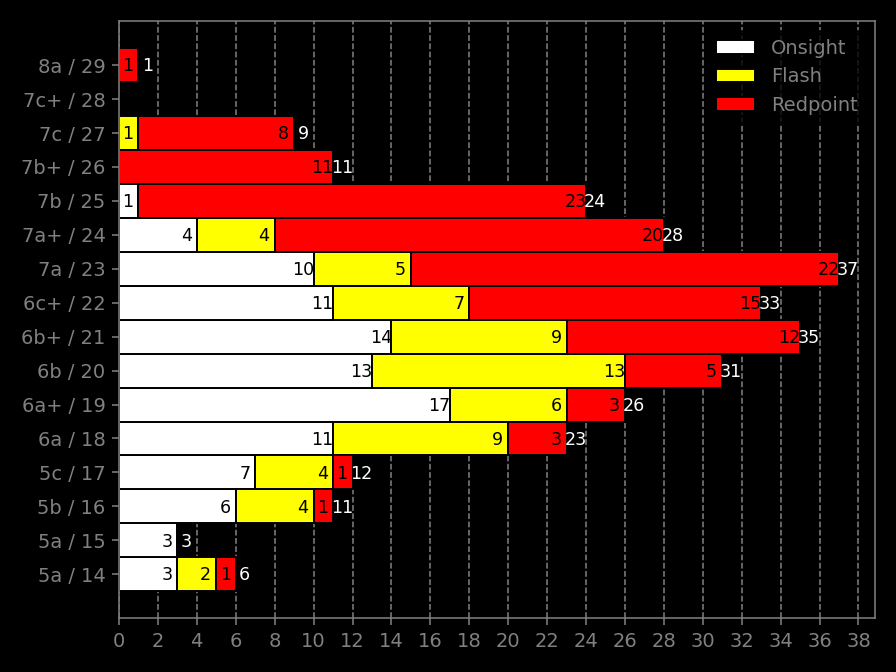 Onsight
Flash
Redpoint
8a / 29 1 1
7c+ / 28
7c / 27 1 8 9
7b+ / 26 11 11
7b / 25 1 23 24
7a+ / 24 4 4 20 28
7a / 23 10 5 22 37
6c+ / 22 11 7 15 33
6b+ / 21 14 9 12 35
6b / 20 13 13 5 31
6a+ / 19 17 6 3 26
6a / 18 11 9 3 23
5c / 17 7 4 1 12
5b / 16 6 4 1 11
5a / 15 3 3
5a / 14 3 2 1 6
0 2 4 6 8 10 12 14 16 18 20 22 24 26 28 30 32 34 36 38